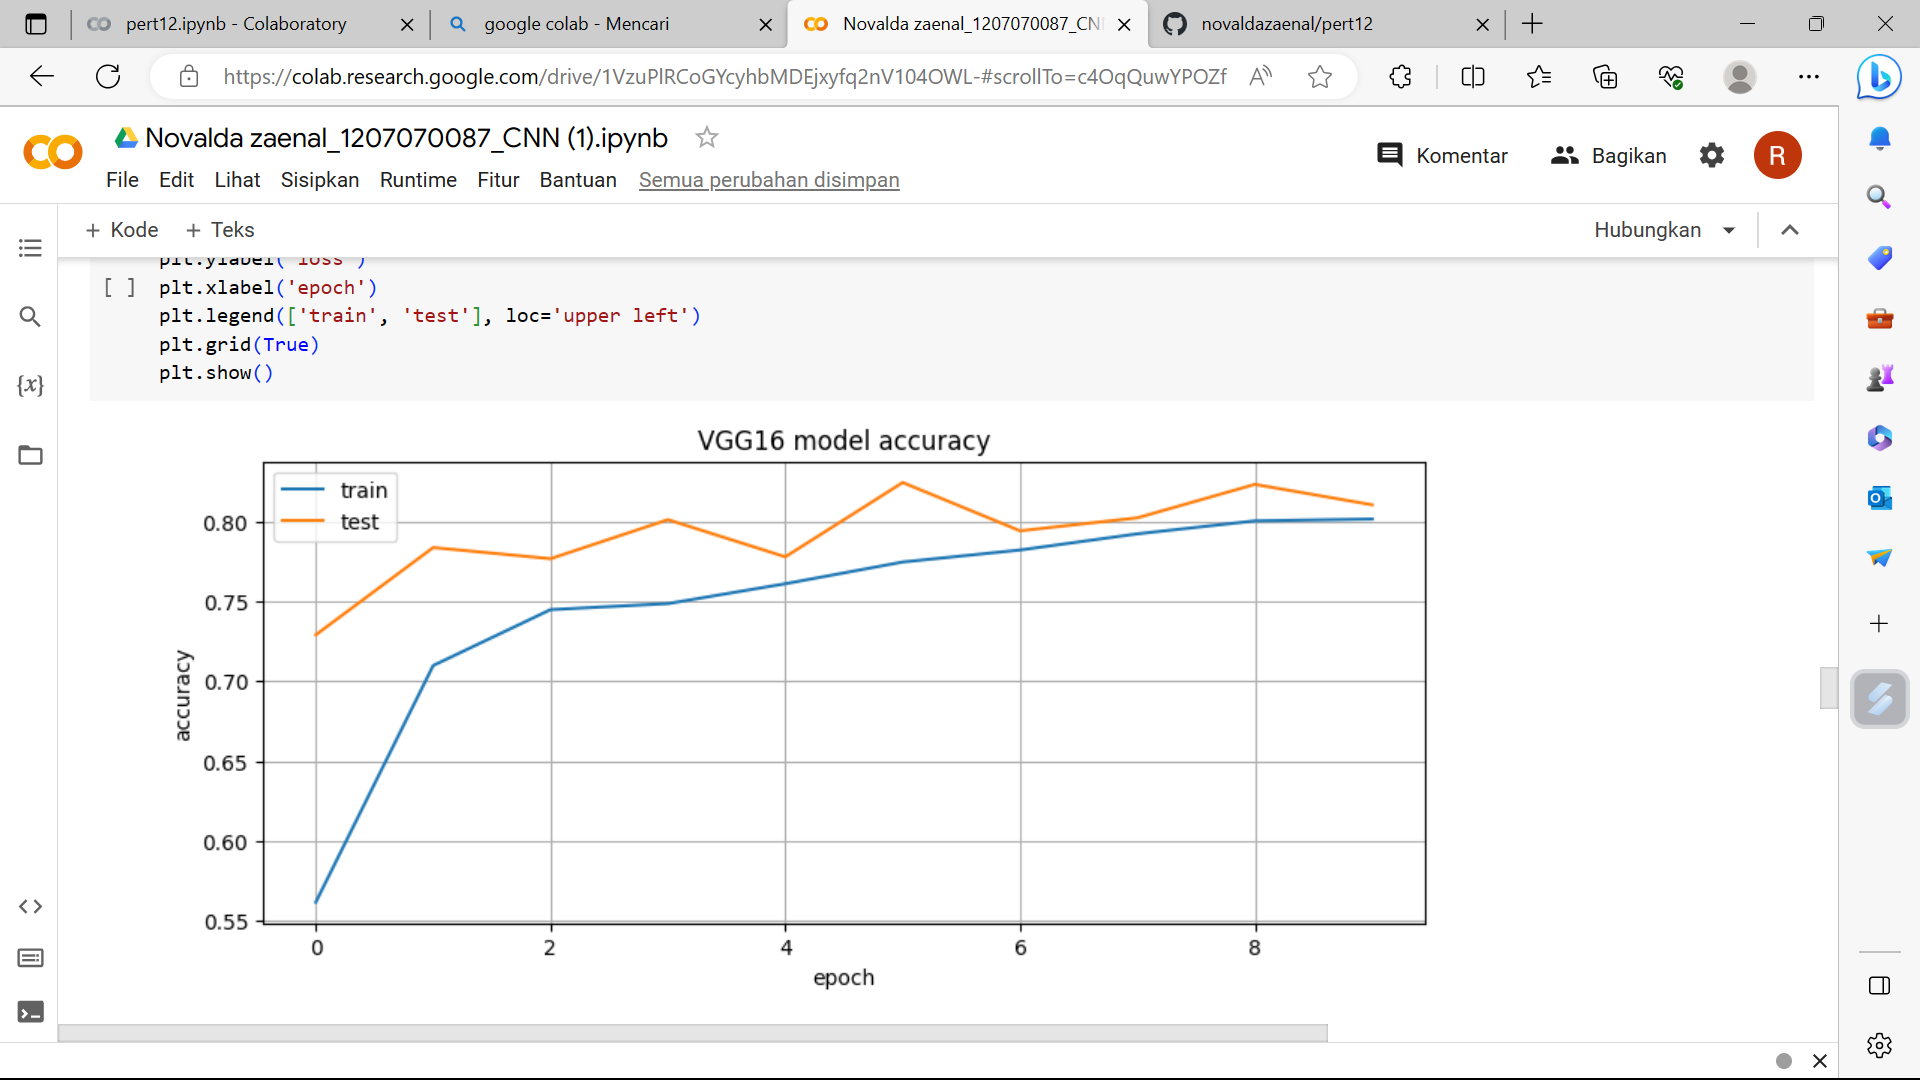 pert12.ipynb - Colaboratory
google colab - Mencari
Novalda zaenal_1207070087_CN
novaldazaenal/pert12
https://colab.research.google.com/drive/1VzuPlRCoGYcyhbMDEjxyfq2nV104OWL-#scrollTo=c4OqQuwYPOZf
Novalda zaenal_1207070087_CNN (1).ipynb
Komentar
Bagikan
R
File Edit Lihat Sisipkan Runtime Fitur Bantuan Semua perubahan disimpan
+ Kode + Teks
Hubungkan
plt.ylabel('loss')
[ ] plt.xlabel('epoch')
plt.legend(['train', 'test'], loc='upper left')
plt.grid(True)
plt.show()
{x}
VGG16 model accuracy
train
test
0.80
0.75
0.70
0.65
0.60
0.55
accuracy
0 2 4 6 8
epoch